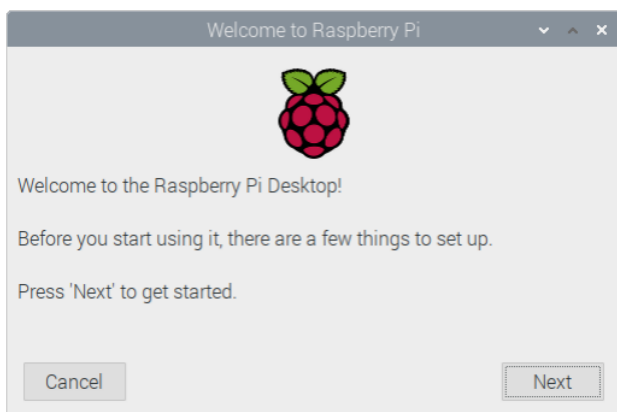 Welcome to Raspberry Pi
Welcome to the Raspberry Pi Desktop!
Before you start using it, there are a few things to set up.
Press 'Next' to get started.
Cancel
Next